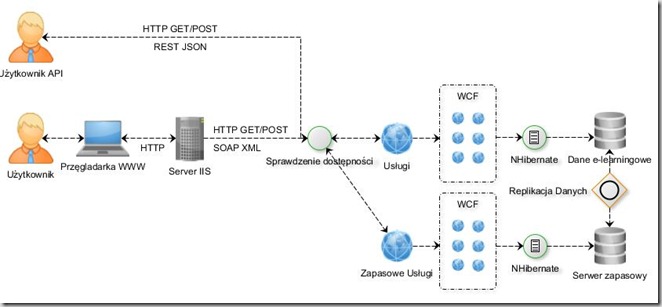 HTTP GET/POST
REST JSON
Użytkownik API
WCF
HTTP GET/POST
HTTP
SOAP XML
Użytkownik
Przegladarka WWW
Server IIS
Sprawdzenie dostępności
Usługi
NHibernate
Dane e-learningowe
Replikacja Danych
WCF
Zapasowe Usługi
NHibernate
Serwer zapasowy